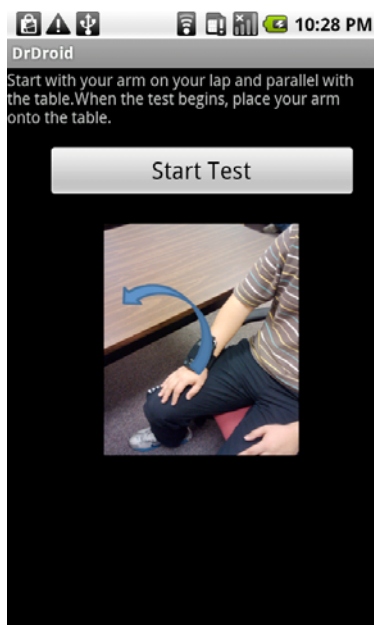 10:28 PM
DrDroid
Start with your arm on your lap and parallel with
the table.When the test begins, place your arm
onto the table.
Start Test